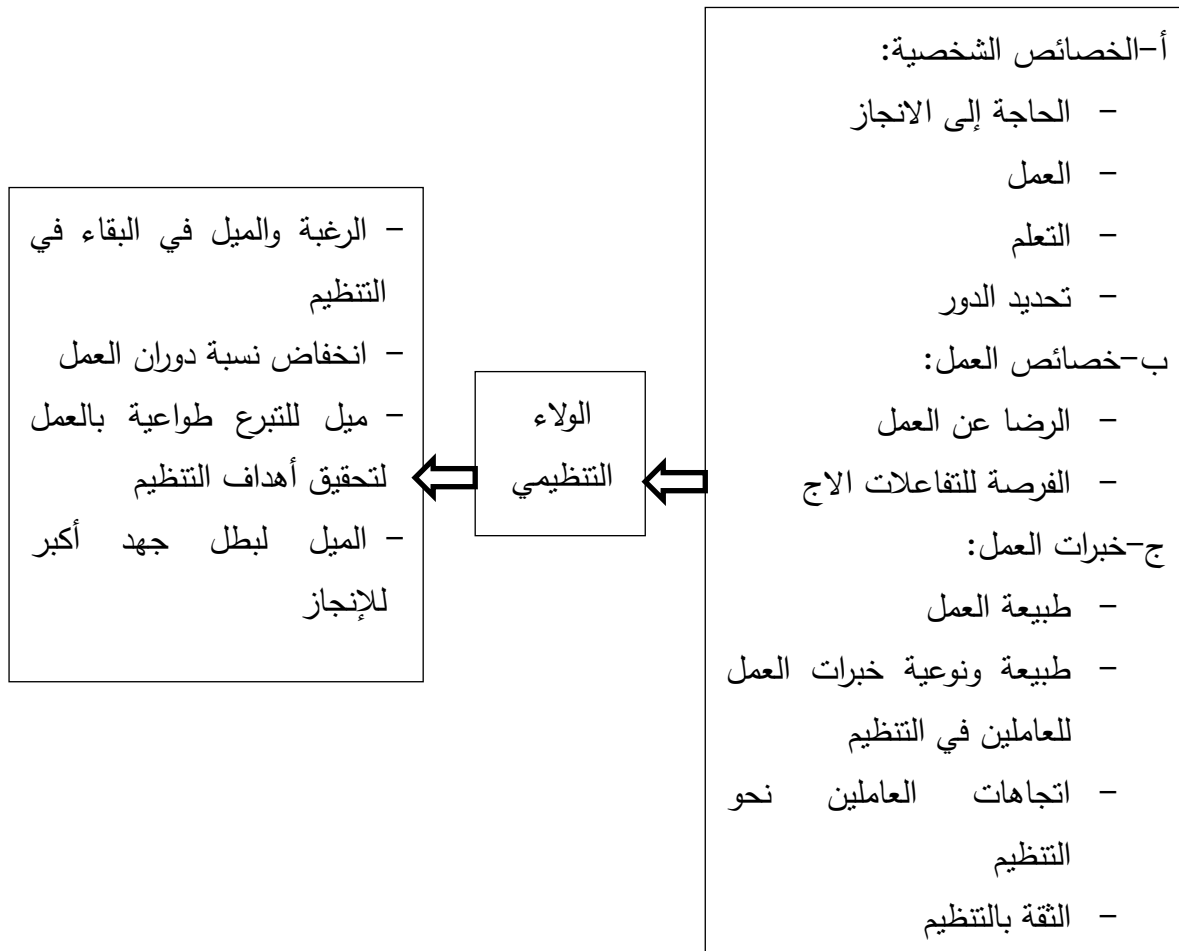 أ-الخصائص الشخصية:
- الحاجة إلى الانجاز
- العمل
- التعلم
- تحديد الدور
ب-خصائص العمل:
- الرضا عن العمل
- الفرصة للتفاعلات الاج
ج-خبرات العمل:
- طبيعة العمل
- طبيعة ونوعية خبرات العمل
للعاملين في التنظيم
- اتجاهات العاملين نحو
التنظيم
- الثقة بالتنظيم
الولاء
التنظيمي
- الرغبة والميل في البقاء في
التنظيم
- انخفاض نسبة دوران العمل
- ميل للتبرع طواعية بالعمل
لتحقيق أهداف التنظيم
- الميل لبطل جهد أكبر
للإنجاز